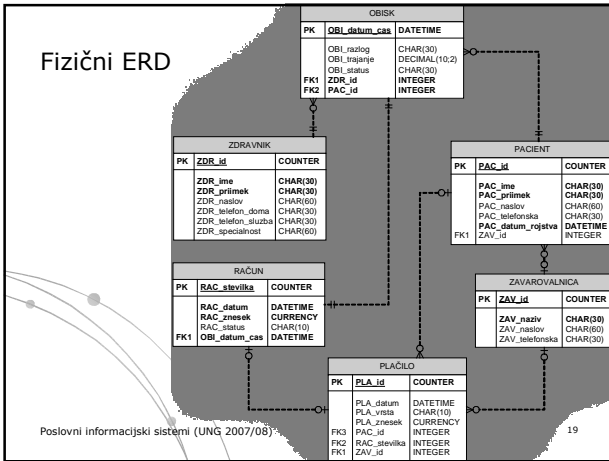 Fizični ERD
OBISK
PK OBI_datum_cas DATETIME
OBI_razlog CHAR(30)
OBI_trajanje DECIMAL(10;2)
OBI_status CHAR(30)
FK1 ZDR_id INTEGER
FK2 PAC_id INTEGER
ZDRAVNIK
PK ZDR_id COUNTER
ZDR_ime CHAR(30)
ZDR_priimek CHAR(30)
ZDR_naslov CHAR(60)
ZDR_telefon_doma CHAR(30)
ZDR_telefon_sluzba CHAR(30)
ZDR_specialnost CHAR(60)
PACIENT
PK PAC_id COUNTER
PAC_ime CHAR(30)
PAC_priimek CHAR(30)
PAC_naslov CHAR(60)
PAC_telefonska CHAR(30)
PAC_datum_rojstva DATETIME
FK1 ZAV_id INTEGER
RAČUN
PK RAC_stevilka COUNTER
RAC_datum DATETIME
RAC_znesek CURRENCY
RAC_status CHAR(10)
FK1 OBI_datum_cas DATETIME
ZAVAROVALNICA
PK ZAV_id COUNTER
ZAV_naziv CHAR(30)
ZAV_naslov CHAR(60)
ZAV_telefonska CHAR(30)
PLAČILO
PK PLA_id COUNTER
PLA_datum DATETIME
PLA_vrsta CHAR(10)
PLA_znesek CURRENCY
FK3 PAC_id INTEGER
FK2 RAC_stevilka INTEGER
FK1 ZAV_id INTEGER
Poslovni informacijski sistemi (UNG 2007/08) 19